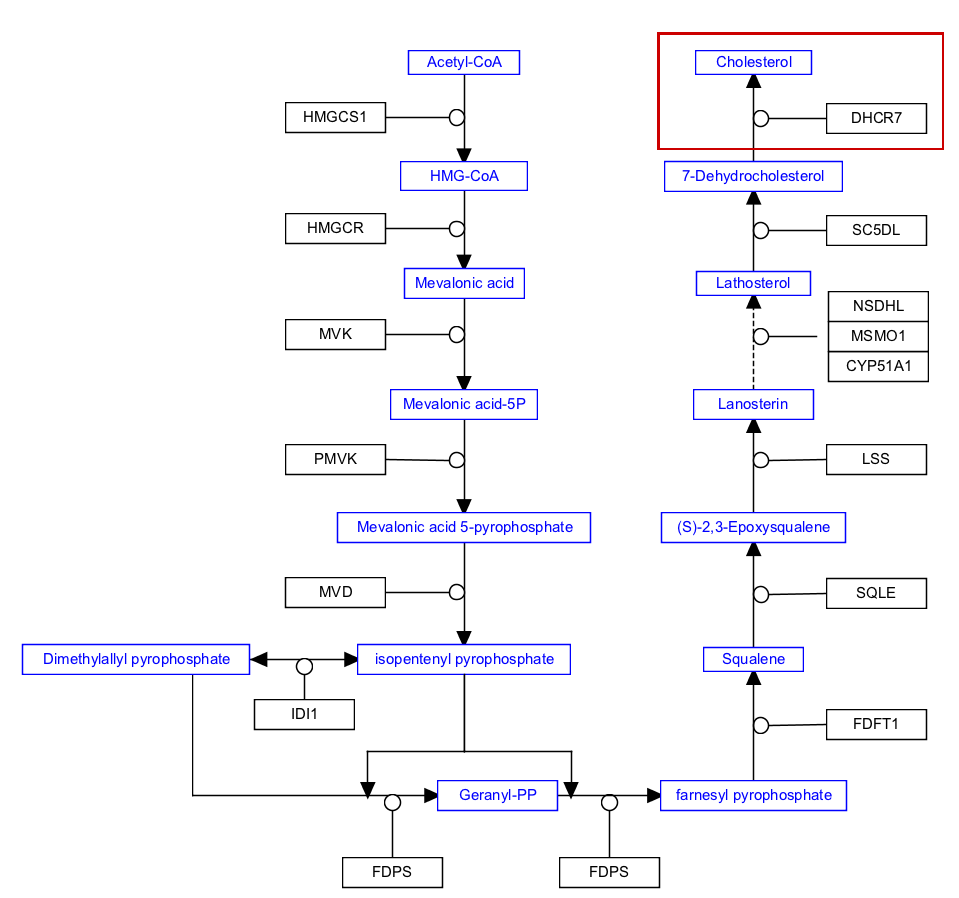 Acetyl-CoA
HMGCS1
HMG-CoA
HMGCR
Mevalonic acid
MVK
Mevalonic acid-5P
PMVK
Mevalonic acid 5-pyrophosphate
MVD
Dimethylallyl pyrophosphate
isopentenyl pyrophosphate
IDI1
Geranyl-PP
FDPS
FDPS
farnesyl pyrophosphate
FDFT1
Squalene
SQLE
(S)-2,3-Epoxysqualene
LSS
Lanosterin
NSDHL
MSMO1
CYP51A1
Lathosterol
SC5DL
7-Dehydrocholesterol
DHCR7
Cholesterol